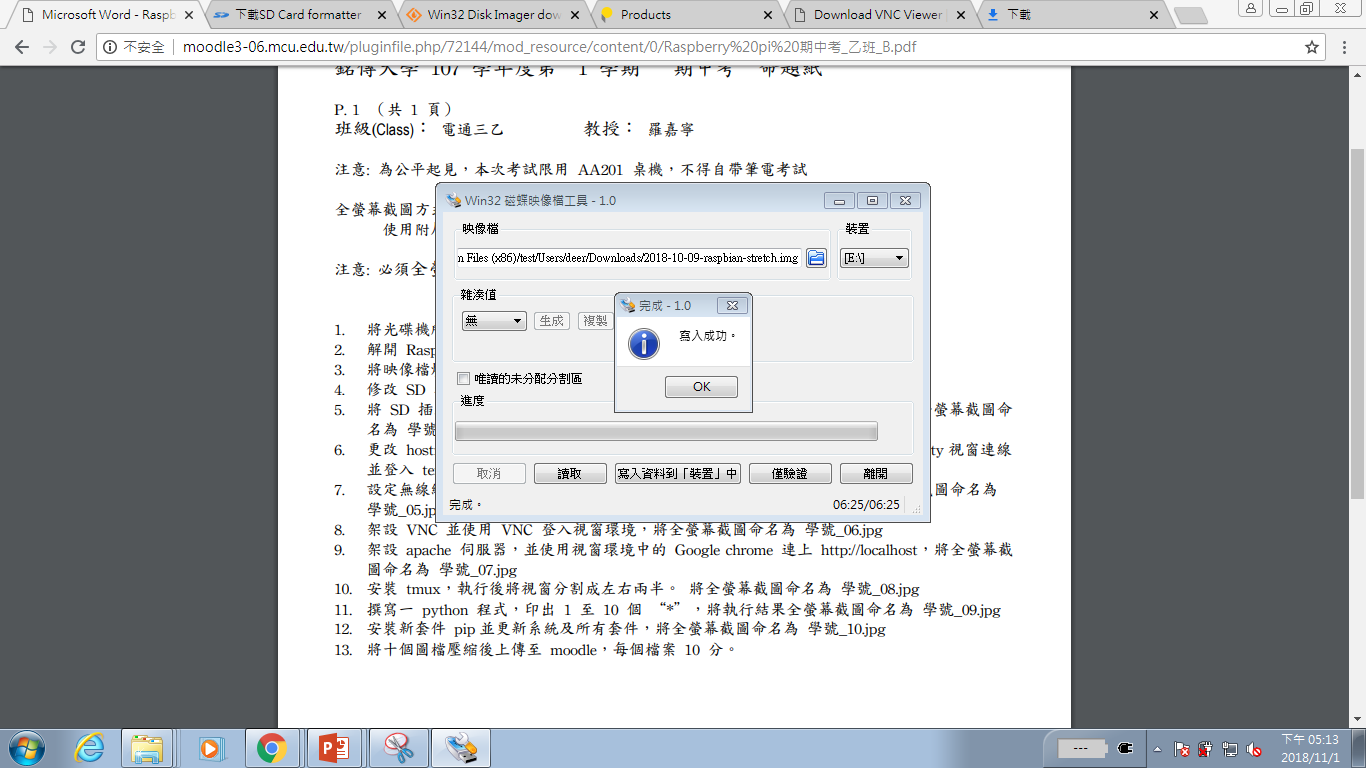 Microsoft Word - Raspb
下載SD Card formatter
Win32 Disk Imager dow
Products
Download VNC Viewer
下載
不安全
moodle3-06.mcu.edu.tw/pluginfile.php/72144/mod_resource/content/0/Raspberry%20pi%20期中考_乙班_B.pdf
銘傳大學 107 學年度第 1 學期 期中考 命題紙
P. 1 （共 1 頁）
班級(Class)： 電通三乙 教授： 羅嘉寧
注意: 為公平起見，本次考試限用 AA201 桌機，不得自帶筆電考試
全螢幕截圖方
使用附
注意: 必須全
Win32 磁碟映像檔工具 - 1.0
映像檔
裝置
n Files (x86)/test/Users/deer/Downloads/2018-10-09-raspbian-stretch.img
[E:\]
雜湊值
無
生成
複製
完成 - 1.0
寫入成功。
OK
唯讀的未分配分割區
進度
取消
讀取
寫入資料到「裝置」中
僅驗證
離開
完成。
06:25/06:25
1. 將光碟機
2. 解開 Rasp
3. 將映像檔
4. 修改 SD
5. 將 SD 插 螢幕截圖命
名為 學號
6. 更改 host ty 視窗連線
並登入 te
7. 設定無線 圖命名為
學號_05.jp
8. 架設 VNC 並使用 VNC 登入視窗環境，將全螢幕截圖命名為 學號_06.jpg
9. 架設 apache 伺服器，並使用視窗環境中的 Google chrome 連上 http://localhost，將全螢幕截
圖命名為 學號_07.jpg
10. 安裝 tmux，執行後將視窗分割成左右兩半。 將全螢幕截圖命名為 學號_08.jpg
11. 撰寫一 python 程式，印出 1 至 10 個 “*”，將執行結果全螢幕截圖命名為 學號_09.jpg
12. 安裝新套件 pip 並更新系統及所有套件，將全螢幕截圖命名為 學號_10.jpg
13. 將十個圖檔壓縮後上傳至 moodle，每個檔案 10 分。
---
下午 05:13
2018/11/1